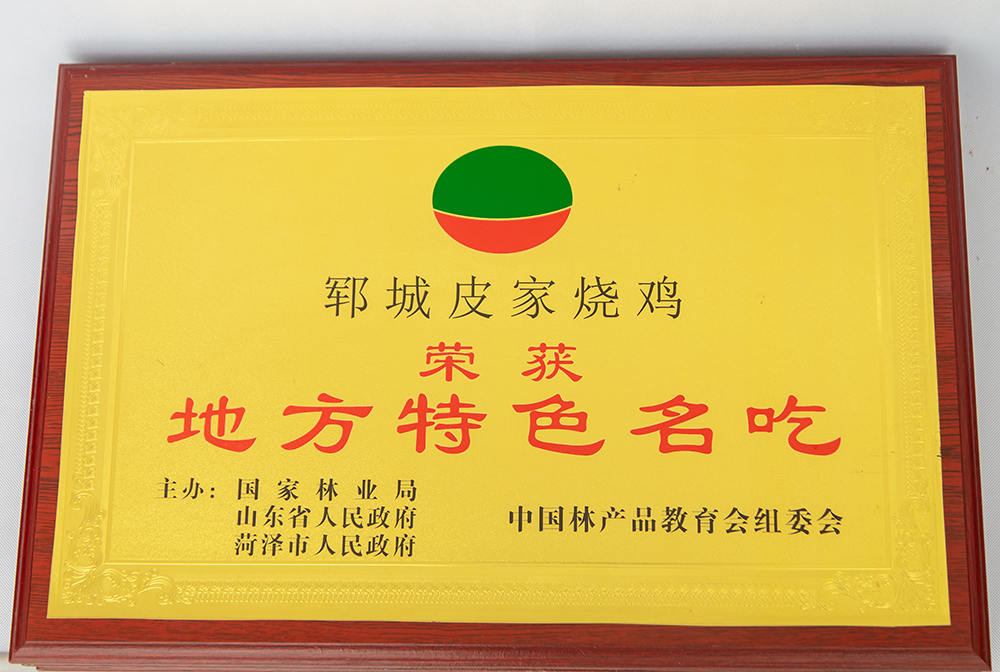 郓城皮家烧鸡
荣获
地方特色名吃
主办：国家林业局
山东省人民政府
菏泽市人民政府
中国林产品教育会组委会